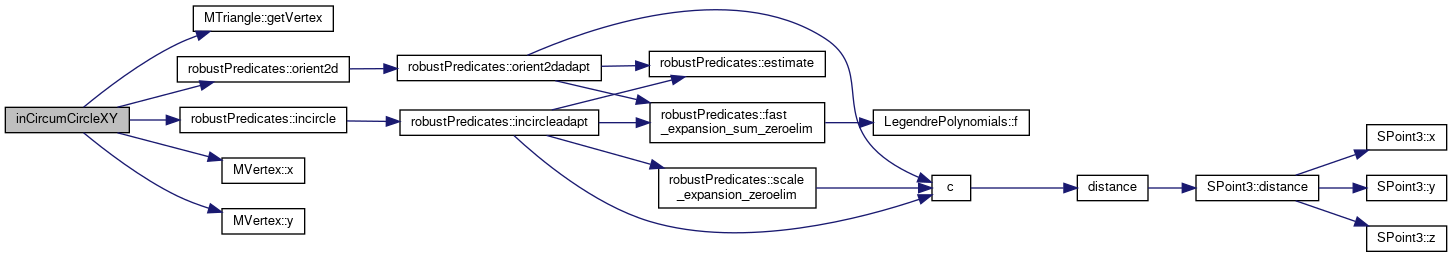 MTriangle::getVertex
robustPredicates::orient2d
robustPredicates::orient2dadapt
robustPredicates::estimate
inCircumCircleXY
robustPredicates::incircle
robustPredicates::incircleadapt
robustPredicates::fast
_expansion_sum_zeroelim
LegendrePolynomials::f
MVertex::x
robustPredicates::scale
_expansion_zeroelim
c
distance
SPoint3::distance
SPoint3::x
SPoint3::y
SPoint3::z
MVertex::y